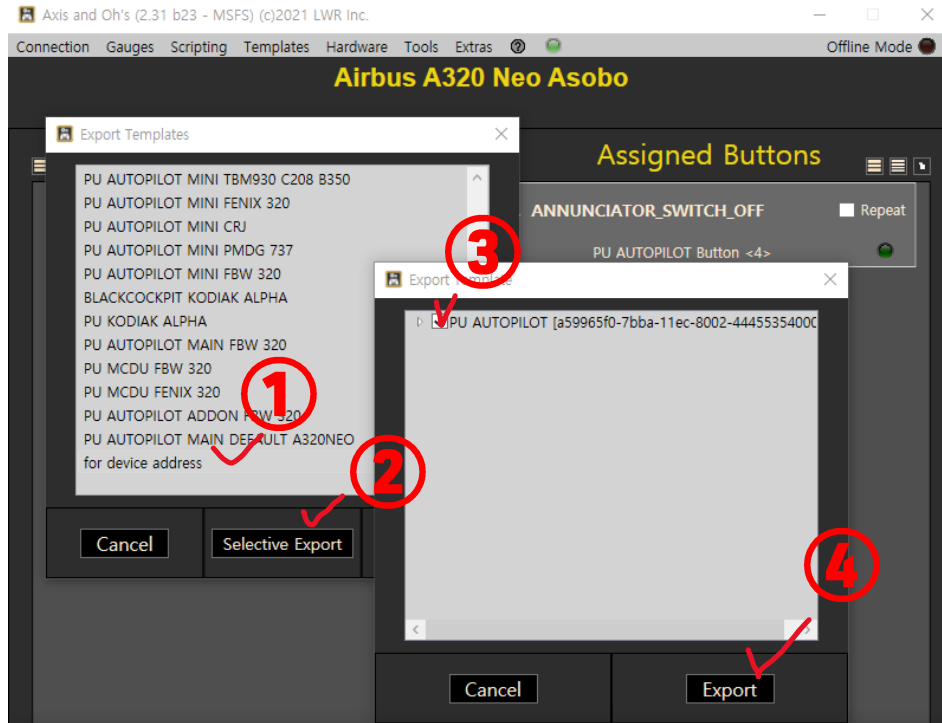 Axis and Oh's (2.31 b23 - MSFS) (c)2021 LWR Inc.
Connection Gauges Scripting Templates Hardware Tools Extras ? Offline Mode
Airbus A320 Neo Asobo
Export Templates
Assigned Buttons
PU AUTOPILOT MINI TBM930 C208 B350
PU AUTOPILOT MINI FENIX 320
PU AUTOPILOT MINI CRJ
PU AUTOPILOT MINI PMDG 737
PU AUTOPILOT MINI FBW 320
BLACKCOCKPIT KODIAK ALPHA
PU KODIAK ALPHA
PU AUTOPILOT MAIN FBW 320
PU MCDU FBW 320
PU MCDU FENIX 320
PU AUTOPILOT ADDON FBW 320
PU AUTOPILOT MAIN DEFAULT A320NEO
for device address
Cancel
Selective Export
ANNUNCIATOR_SWITCH_OFF
Repeat
PU AUTOPILOT Button <4>
Export Template
PU AUTOPILOT [a59965f0-7bba-11ec-8002-44455354000
Cancel
Export
①
②
③
④